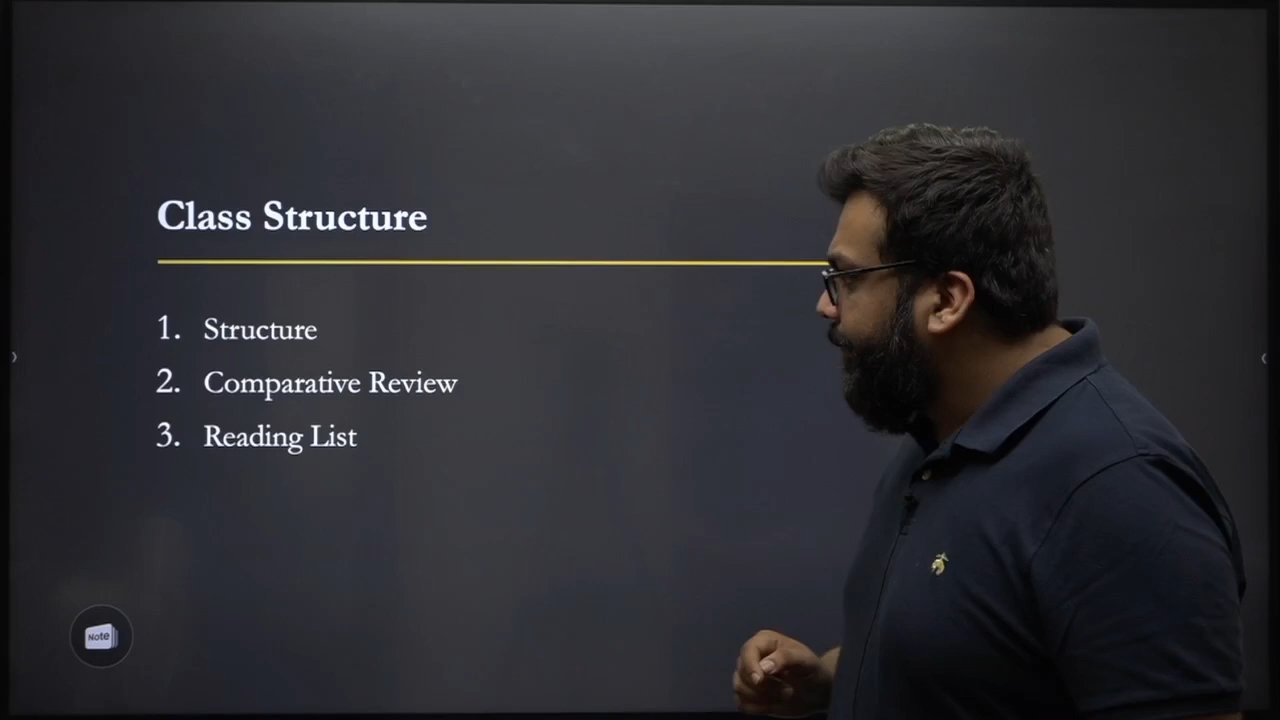 Class Structure
1. Structure
2. Comparative Review
3. Reading List
Note